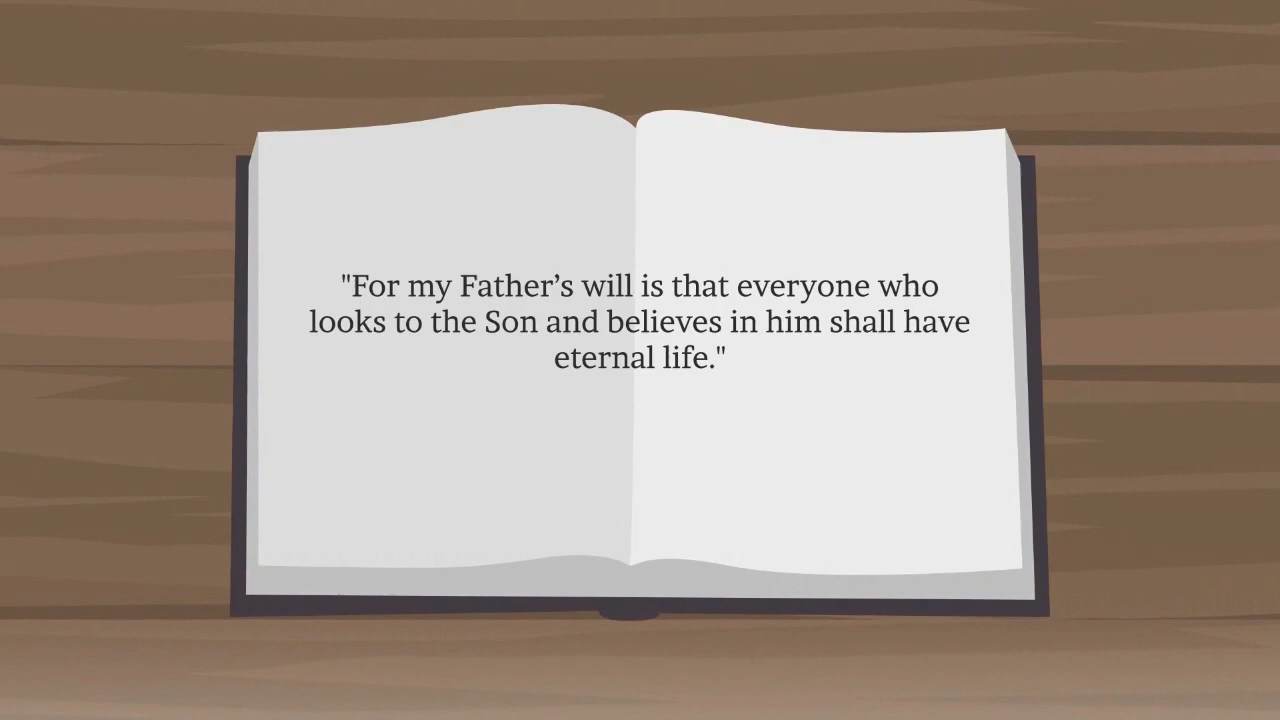 "For my Father’s will is that everyone who
looks to the Son and believes in him shall have
eternal life."